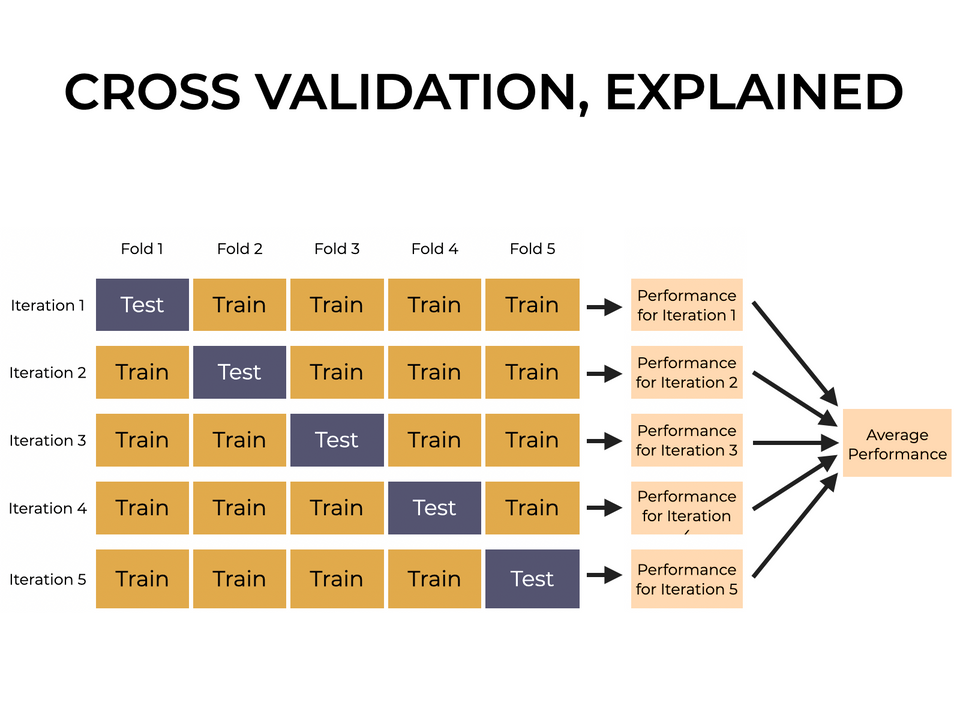 CROSS VALIDATION, EXPLAINED
Fold 1 Fold 2 Fold 3 Fold 4 Fold 5
Iteration 1 Test Train Train Train Train
Performance
for Iteration 1
Iteration 2 Train Test Train Train Train
Performance
for Iteration 2
Iteration 3 Train Train Test Train Train
Performance
for Iteration 3
Average
Performance
Iteration 4 Train Train Train Test Train
Performance
for Iteration
Iteration 5 Train Train Train Train Test
Performance
for Iteration 5